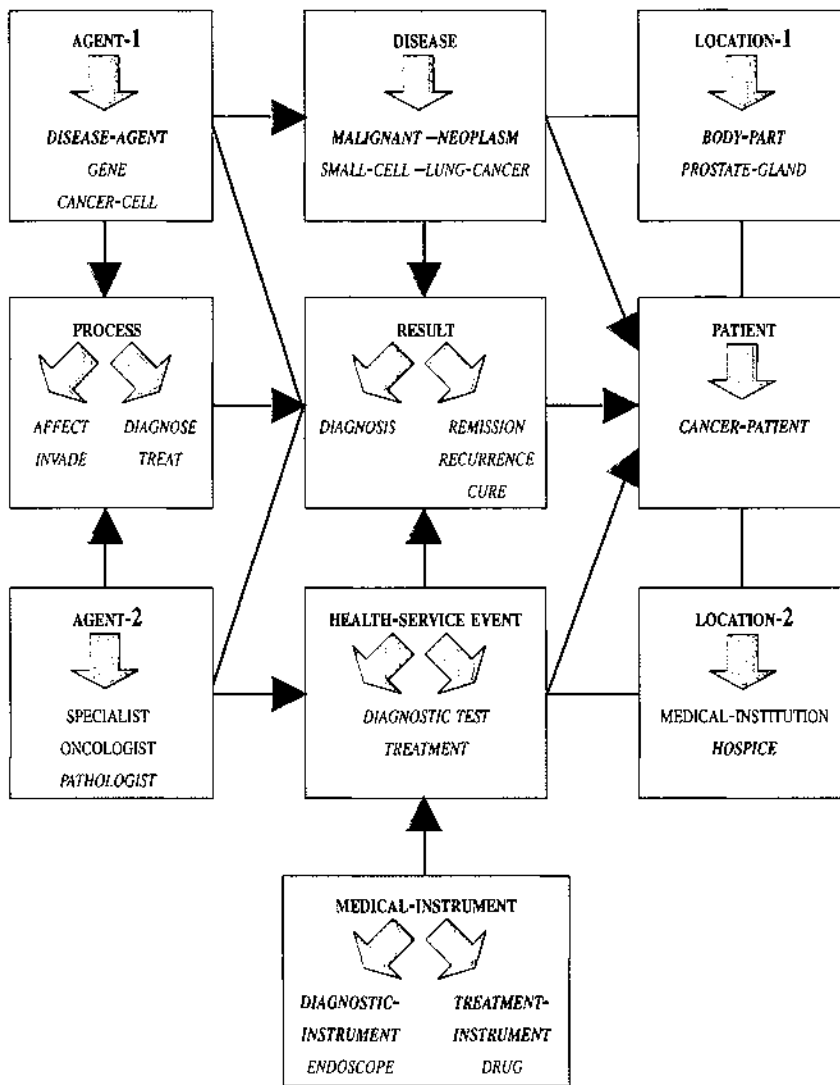 AGENT-1
DISEASE-AGENT
GENE
CANCER-CELL
DISEASE
MALIGNANT –NEOPLASM
SMALL-CELL –LUNG-CANCER
LOCATION-1
BODY-PART
PROSTATE-GLAND
PROCESS
AFFECT
INVADE
DIAGNOSE
TREAT
RESULT
DIAGNOSIS
REMISSION
RECURRENCE
CURE
PATIENT
CANCER-PATIENT
AGENT-2
SPECIALIST
ONCOLOGIST
PATHOLOGIST
HEALTH-SERVICE EVENT
DIAGNOSTIC TEST
TREATMENT
LOCATION-2
MEDICAL-INSTITUTION
HOSPICE
MEDICAL-INSTRUMENT
DIAGNOSTIC-
INSTRUMENT
ENDOSCOPE
TREATMENT-
INSTRUMENT
DRUG